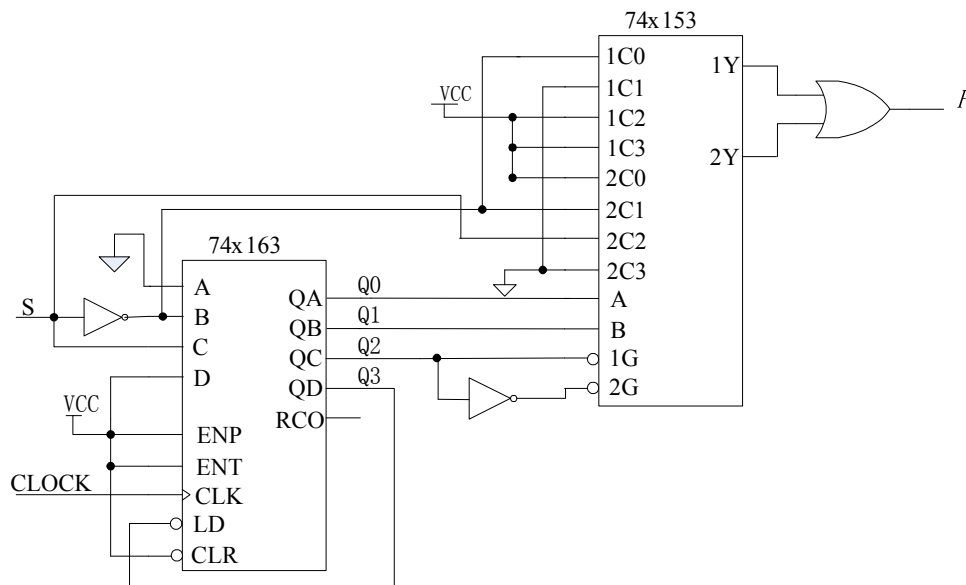 74x153
1C0
1C1
1C2
1C3
2C0
2C1
2C2
2C3
A
B
1G
2G
1Y
2Y
VCC
74x163
S
A
B
C
D
VCC
ENP
ENT
CLOCK
CLK
LD
CLR
QA
QB
QC
QD
RCO
Q0
Q1
Q2
Q3